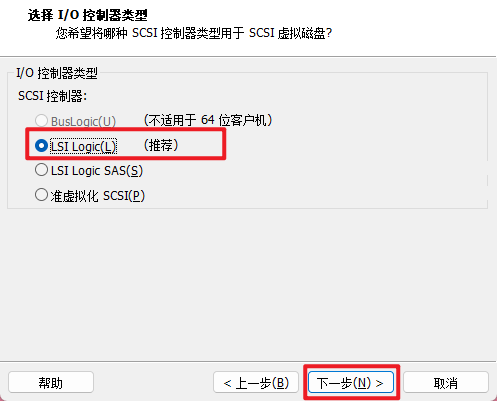 选择 I/O 控制器类型
您希望将哪种 SCSI 控制器类型用于 SCSI 虚拟磁盘?
I/O 控制器类型
SCSI 控制器:
BusLogic(U) (不适用于 64 位客户机)
LSI Logic(L) (推荐)
LSI Logic SAS(S)
准虚拟化 SCSI(P)
帮助 < 上一步(B) 下一步(N) > 取消